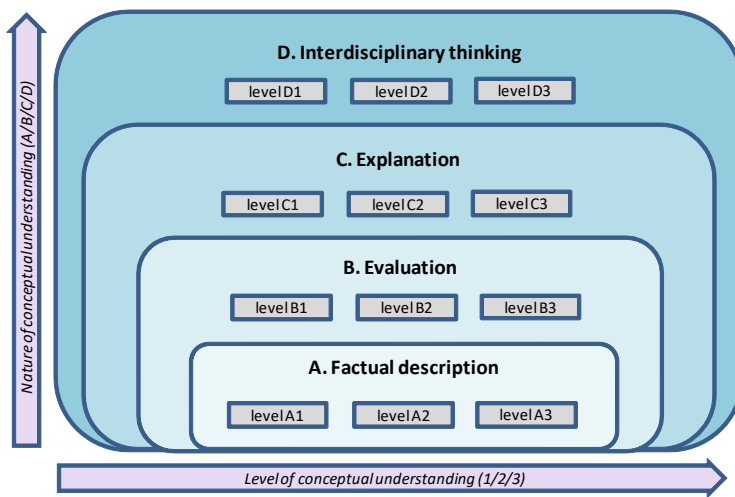 D. Interdisciplinary thinking
level D1 level D2 level D3
C. Explanation
level C1 level C2 level C3
B. Evaluation
level B1 level B2 level B3
A. Factual description
level A1 level A2 level A3
Nature of conceptual understanding (A/B/C/D)
Level of conceptual understanding (1/2/3)